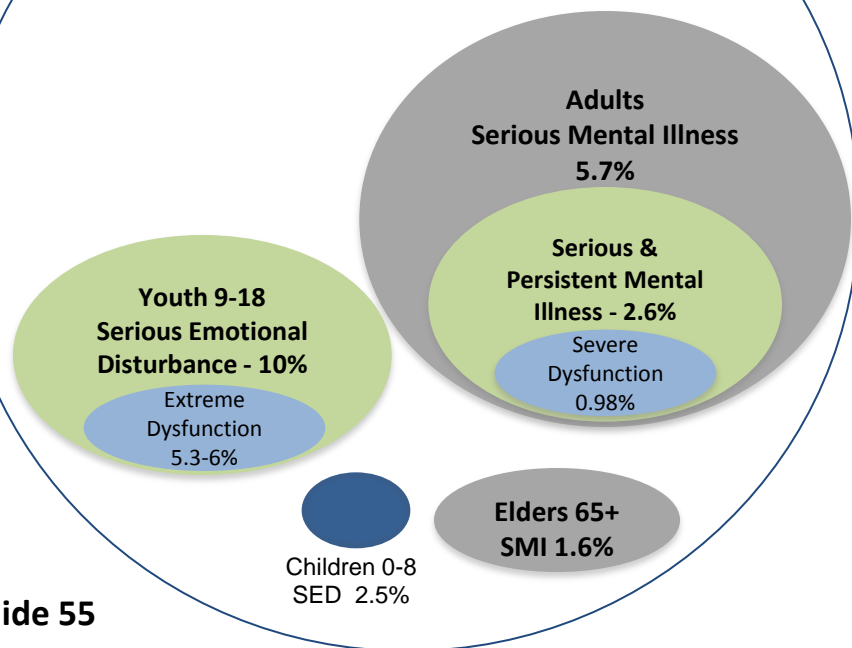 Adults
Serious Mental Illness
5.7%
Serious &
Persistent Mental
Illness - 2.6%
Severe
Dysfunction
0.98%
Youth 9-18
Serious Emotional
Disturbance - 10%
Extreme
Dysfunction
5.3-6%
Elders 65+
SMI 1.6%
Children 0-8
SED 2.5%
ide 55